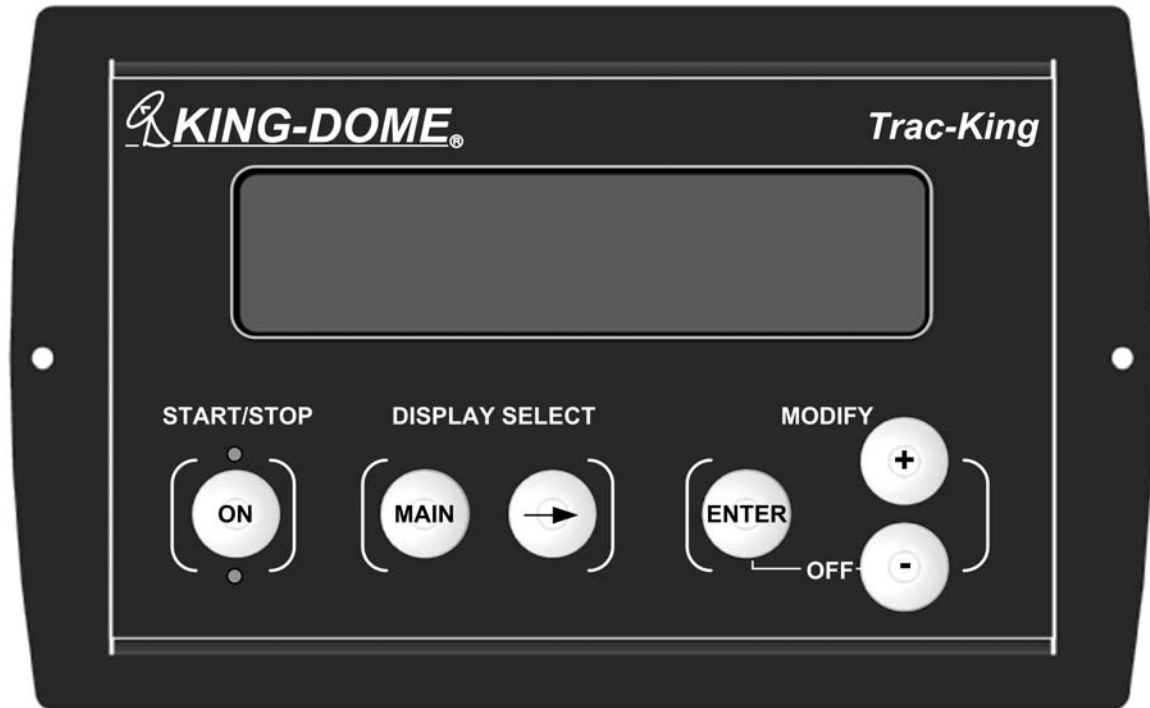 KING-DOME®
Trac-King
START/STOP
DISPLAY SELECT
MODIFY
+
ON
MAIN
ENTER
OFF
-